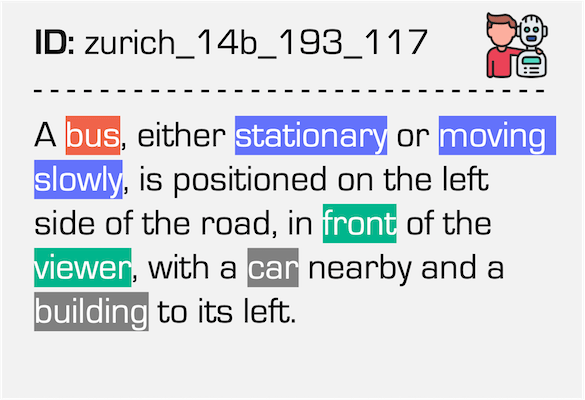 ID: zurich_14b_193_117
A bus, either stationary or moving
slowly, is positioned on the left
side of the road, in front of the
viewer, with a car nearby and a
building to its left.